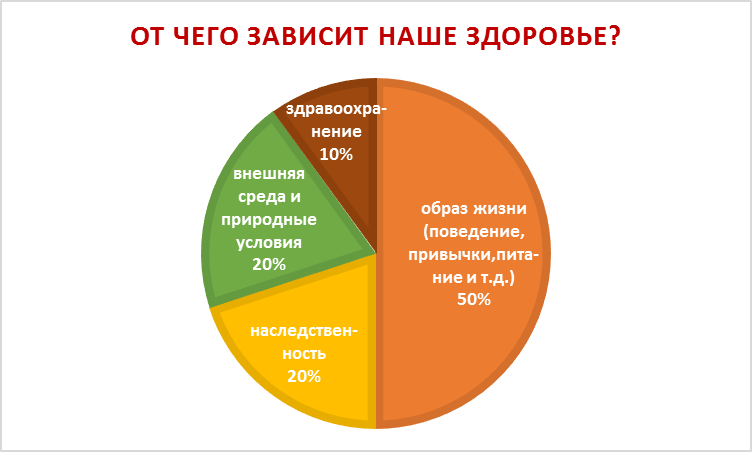 ОТ ЧЕГО ЗАВИСИТ НАШЕ ЗДОРОВЬЕ?
здравоохра-
нение
10%
внешняя
среда и
природные
условия
20%
образ жизни
(поведение,
привычки,пита-
ние и т.д.)
50%
наследствен-
ность
20%